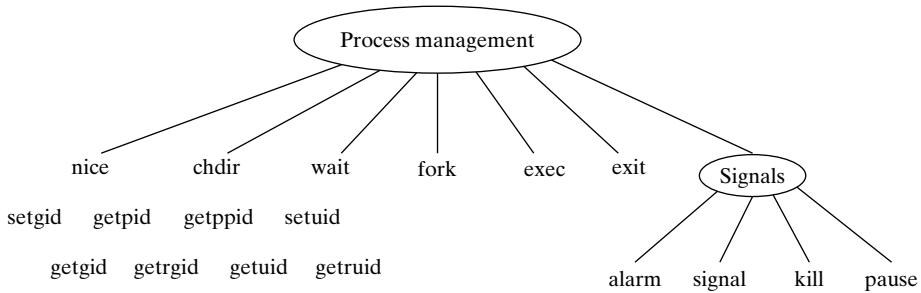 Process management
nice chdir wait fork exec exit
Signals
setgid getpid getppid setuid
getgid getrgid getuid getruid
alarm signal kill pause